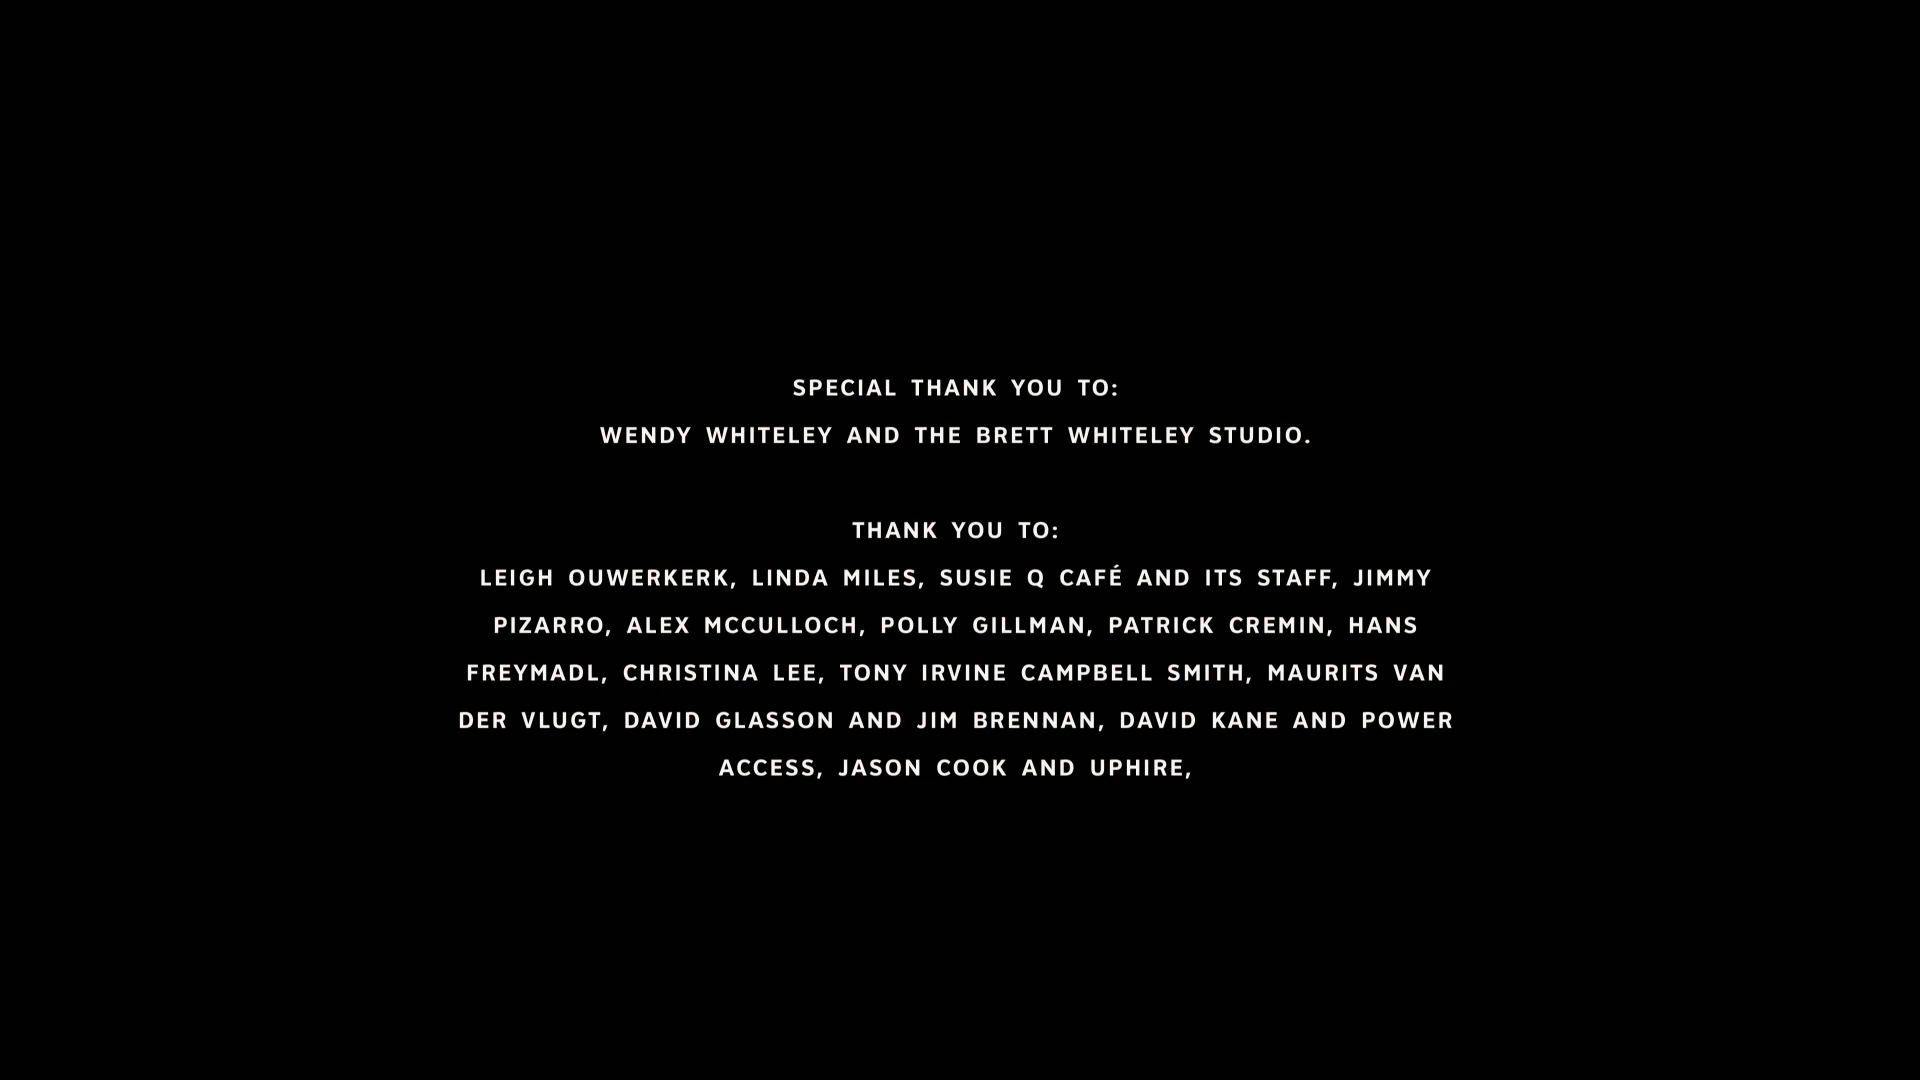 SPECIAL THANK YOU TO:
WENDY WHITELEY AND THE BRETT WHITELEY STUDIO.
THANK YOU TO:
LEIGH OUWERKERK, LINDA MILES, SUSIE Q CAFÉ AND ITS STAFF, JIMMY
PIZARRO, ALEX MCCULLOCH, POLLY GILLMAN, PATRICK CREMIN, HANS
FREYMADL, CHRISTINA LEE, TONY IRVINE CAMPBELL SMITH, MAURITS VAN
DER VLUGT, DAVID GLASSON AND JIM BRENNAN, DAVID KANE AND POWER
ACCESS, JASON COOK AND UPHIRE,